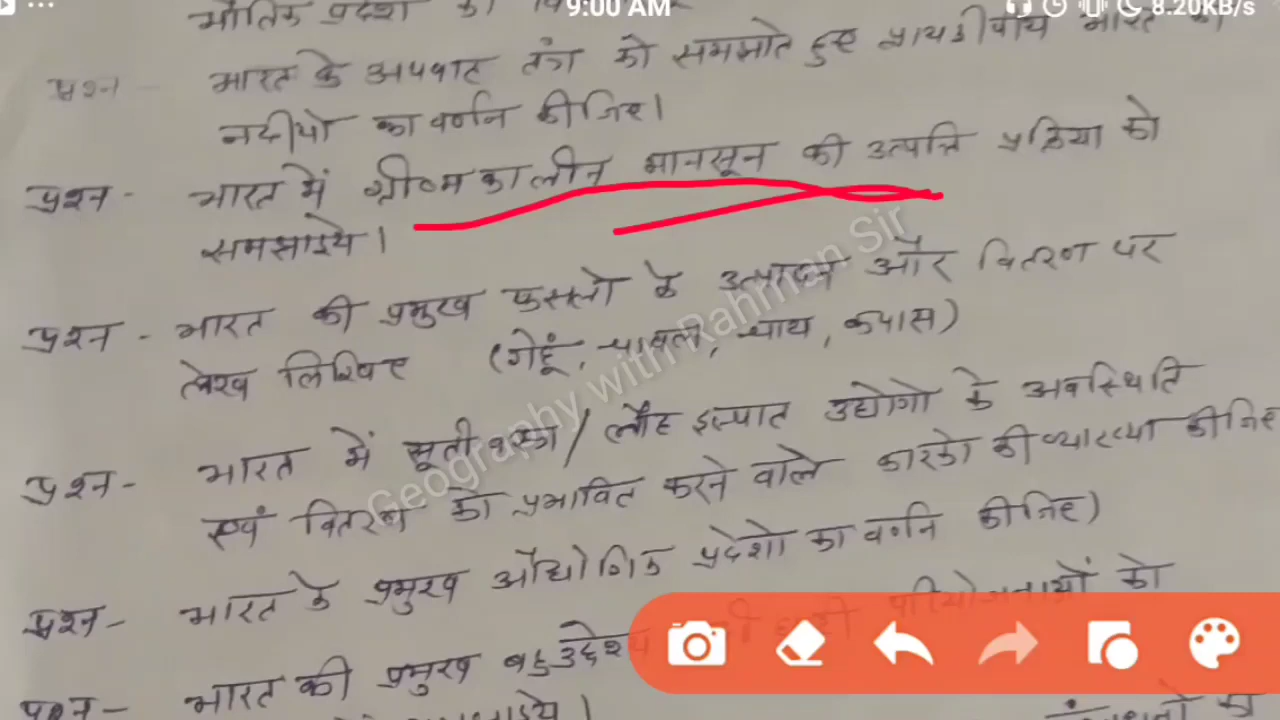 9:00 AM
8.20KB/s
भौतिक प्रदेश का
प्रश्न - भारत के अपवाह तंत्र को समझाते हुए प्रायद्वीपीय भारत की
नदीयों का वर्णन कीजिए।
प्रश्न - भारत में ग्रीष्मकालीन मानसून की उत्पत्ति प्रक्रिया को
समझाइये।
प्रश्न - भारत की प्रमुख फसलो के उत्पादन और वितरण पर
लेख लिखिए (गेहूं, चावल, चाय, कपास)
प्रश्न - भारत में सूती वस्त्र / लौह इस्पात उद्योगो के अवस्थिति
एवं वितरण को प्रभावित करने वाले कारको की व्याख्या कीजिए
प्रश्न - भारत के प्रमुख औद्योगिक प्रदेशो का वर्णन कीजिए)
प्रश्न - भारत की प्रमुख बहुउद्देश्य परियोजनाओं को
Geography with Rahman Sir